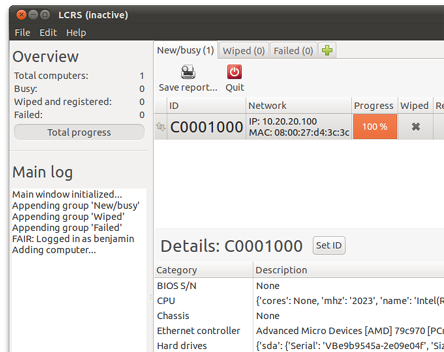 LCRS (inactive)
File Edit Help
Overview
Total computers: 1
Busy: 0
Wiped and registered: 0
Failed: 0
Total progress
Main log
Main window initialized...
Appending group 'New/busy'
Appending group 'Wiped'
Appending group 'Failed'
FAIR: Logged in as benjamin
Adding computer...
New/busy (1) Wiped (0) Failed (0)
Save report... Quit
ID Network Progress Wiped Re
C0001000 IP: 10.20.20.100 100 %
MAC: 08:00:27:d4:3c:3c
Details: C0001000 Set ID
Category Description
BIOS S/N None
CPU {'cores': None, 'mhz': '2023', 'name': 'Intel(R
Chassis None
Ethernet controller Advanced Micro Devices [AMD] 79c970 [PC
Hard drives {'sda': {'Serial': 'VBe9b9545a-2e09e04f', 'Siz